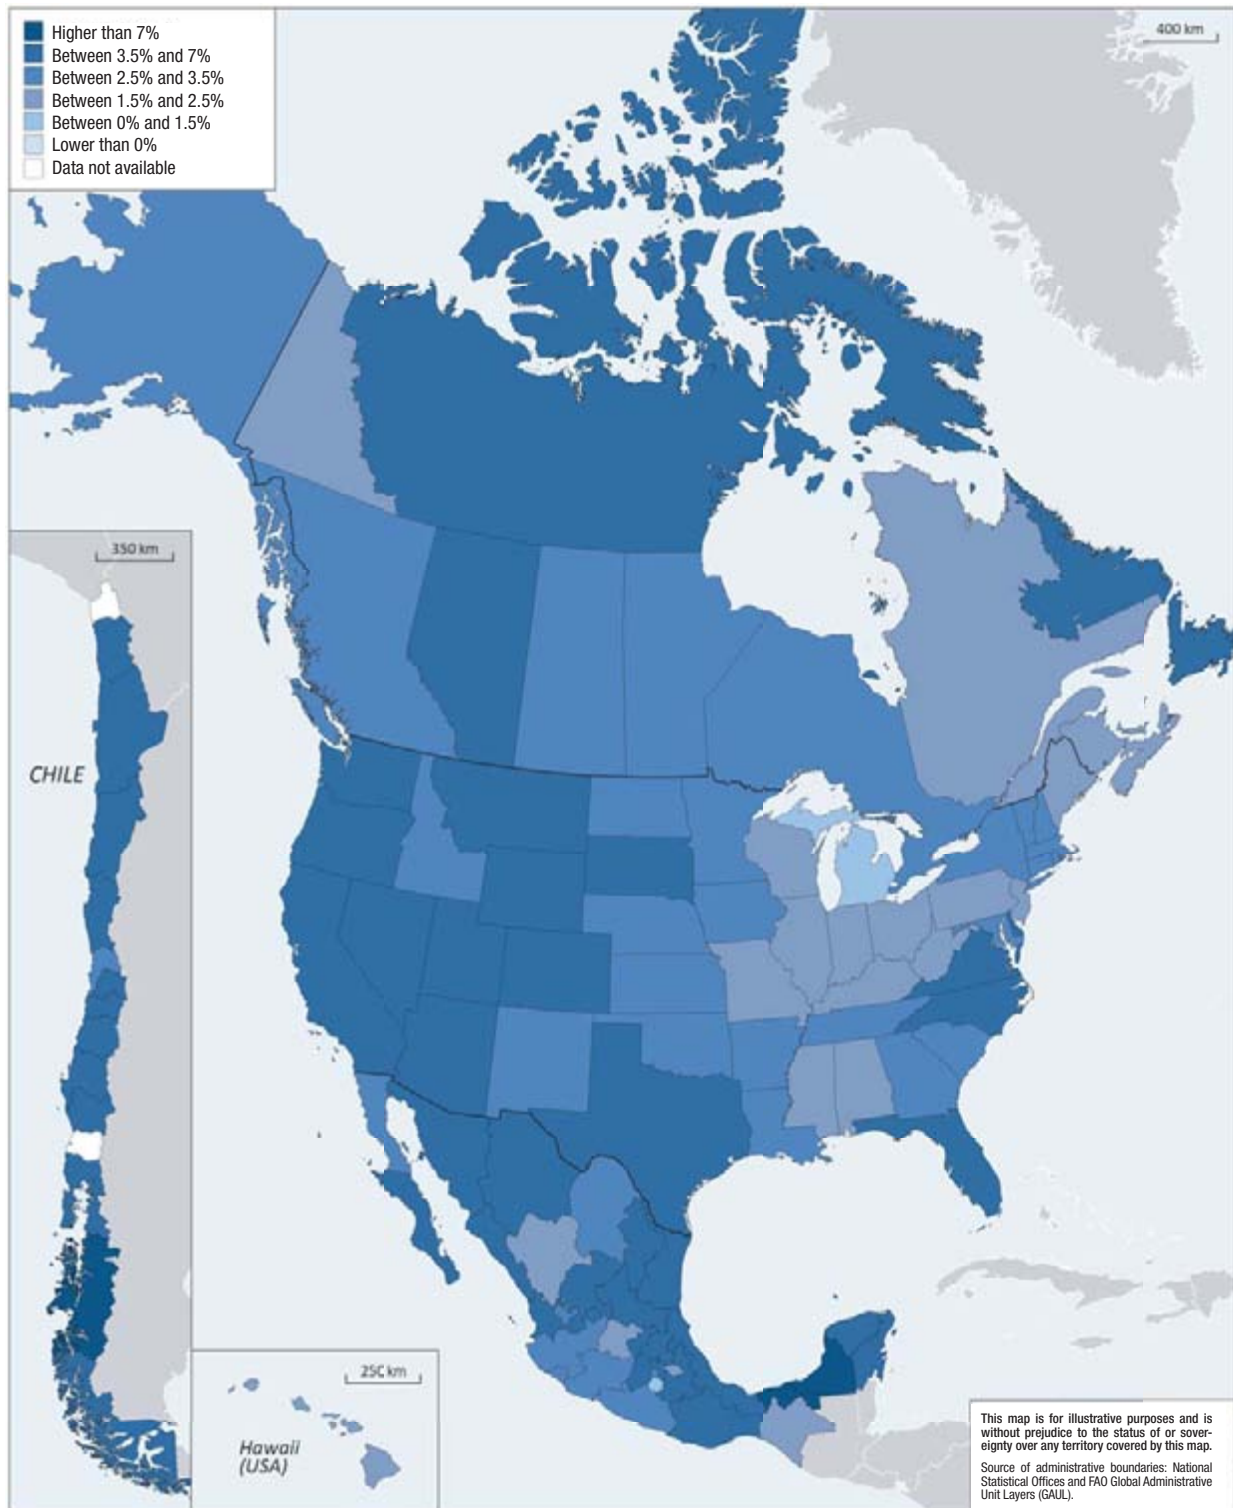 Higher than 7%
Between 3.5% and 7%
Between 2.5% and 3.5%
Between 1.5% and 2.5%
Between 0% and 1.5%
Lower than 0%
Data not available
400 km
350 km
CHILE
250 km
Hawaii
(USA)
This map is for illustrative purposes and is
without prejudice to the status of or sover-
eignty over any territory covered by this map.
Source of administrative boundaries: National
Statistical Offices and FAO Global Administrative
Unit Layers (GAUL).